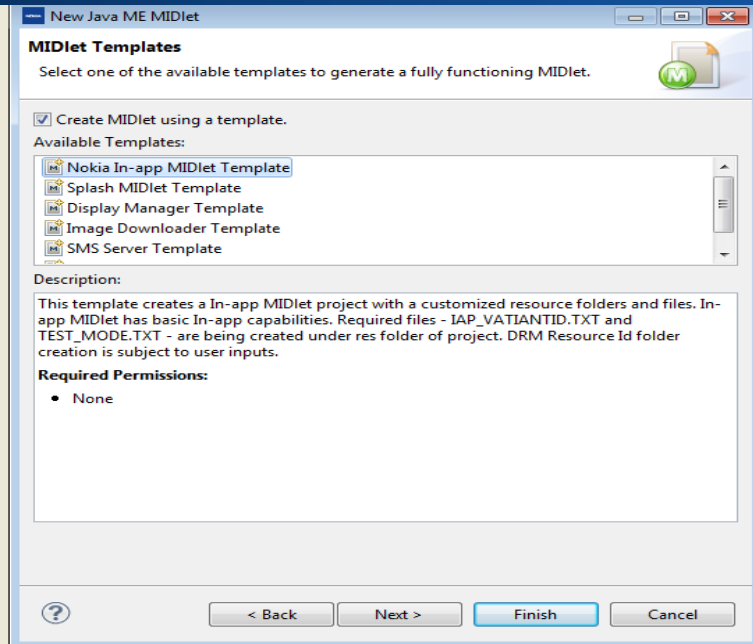 New Java ME MIDlet
MIDlet Templates
Select one of the available templates to generate a fully functioning MIDlet.
M
Create MIDlet using a template.
Available Templates:
Nokia In-app MIDlet Template
Splash MIDlet Template
Display Manager Template
Image Downloader Template
SMS Server Template
Description:
This template creates a In-app MIDlet project with a customized resource folders and files. In-
app MIDlet has basic In-app capabilities. Required files - IAP_VATIANTID.TXT and
TEST_MODE.TXT - are being created under res folder of project. DRM Resource Id folder
creation is subject to user inputs.
Required Permissions:
• None
? < Back Next > Finish Cancel